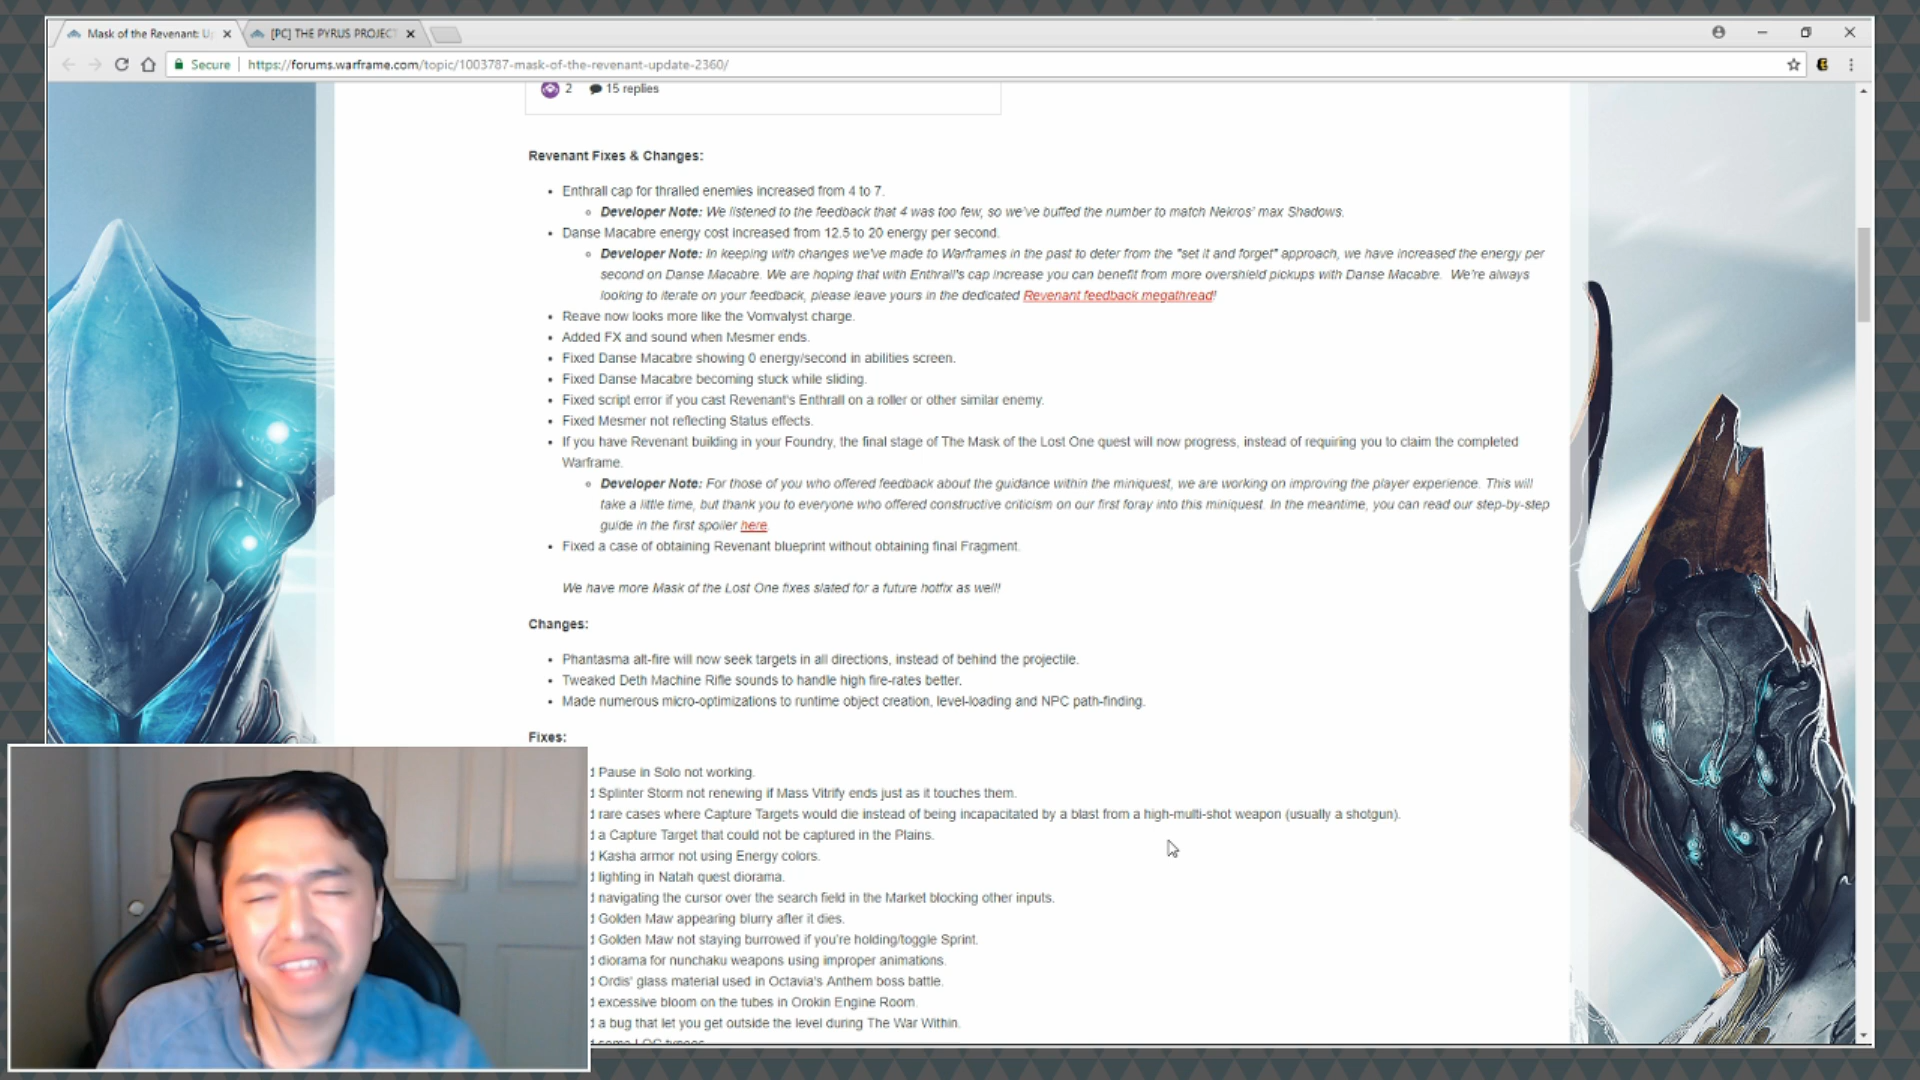 Mask of the Revenant: U
[PC] THE PYRUS PROJECT
Secure
https://forums.warframe.com/topic/1003787-mask-of-the-revenant-update-2360/
2 15 replies
Revenant Fixes & Changes:
• Enthrall cap for thralled enemies increased from 4 to 7.
◦ Developer Note: We listened to the feedback that 4 was too few, so we've buffed the number to match Nekros' max Shadows.
• Danse Macabre energy cost increased from 12.5 to 20 energy per second.
◦ Developer Note: In keeping with changes we've made to Warframes in the past to deter from the "set it and forget" approach, we have increased the energy per
second on Danse Macabre. We are hoping that with Enthrall's cap increase you can benefit from more overshield pickups with Danse Macabre. We're always
looking to iterate on your feedback, please leave yours in the dedicated Revenant feedback megathread!
• Reave now looks more like the Vomvalyst charge.
• Added FX and sound when Mesmer ends.
• Fixed Danse Macabre showing 0 energy/second in abilities screen.
• Fixed Danse Macabre becoming stuck while sliding.
• Fixed script error if you cast Revenant's Enthrall on a roller or other similar enemy.
• Fixed Mesmer not reflecting Status effects.
• If you have Revenant building in your Foundry, the final stage of The Mask of the Lost One quest will now progress, instead of requiring you to claim the completed
Warframe.
◦ Developer Note: For those of you who offered feedback about the guidance within the miniquest, we are working on improving the player experience. This will
take a little time, but thank you to everyone who offered constructive criticism on our first foray into this miniquest. In the meantime, you can read our step-by-step
guide in the first spoiler here.
• Fixed a case of obtaining Revenant blueprint without obtaining final Fragment.
We have more Mask of the Lost One fixes slated for a future hotfix as well!
Changes:
• Phantasma alt-fire will now seek targets in all directions, instead of behind the projectile.
• Tweaked Deth Machine Rifle sounds to handle high fire-rates better.
• Made numerous micro-optimizations to runtime object creation, level-loading and NPC path-finding.
Fixes:
d Pause in Solo not working.
d Splinter Storm not renewing if Mass Vitrify ends just as it touches them.
d rare cases where Capture Targets would die instead of being incapacitated by a blast from a high-multi-shot weapon (usually a shotgun).
d a Capture Target that could not be captured in the Plains.
d Kasha armor not using Energy colors.
d lighting in Natah quest diorama.
d navigating the cursor over the search field in the Market blocking other inputs.
d Golden Maw appearing blurry after it dies.
d Golden Maw not staying burrowed if you're holding/toggle Sprint.
d diorama for nunchaku weapons using improper animations.
d Ordis' glass material used in Octavia's Anthem boss battle.
d excessive bloom on the tubes in Orokin Engine Room.
d a bug that let you get outside the level during The War Within.